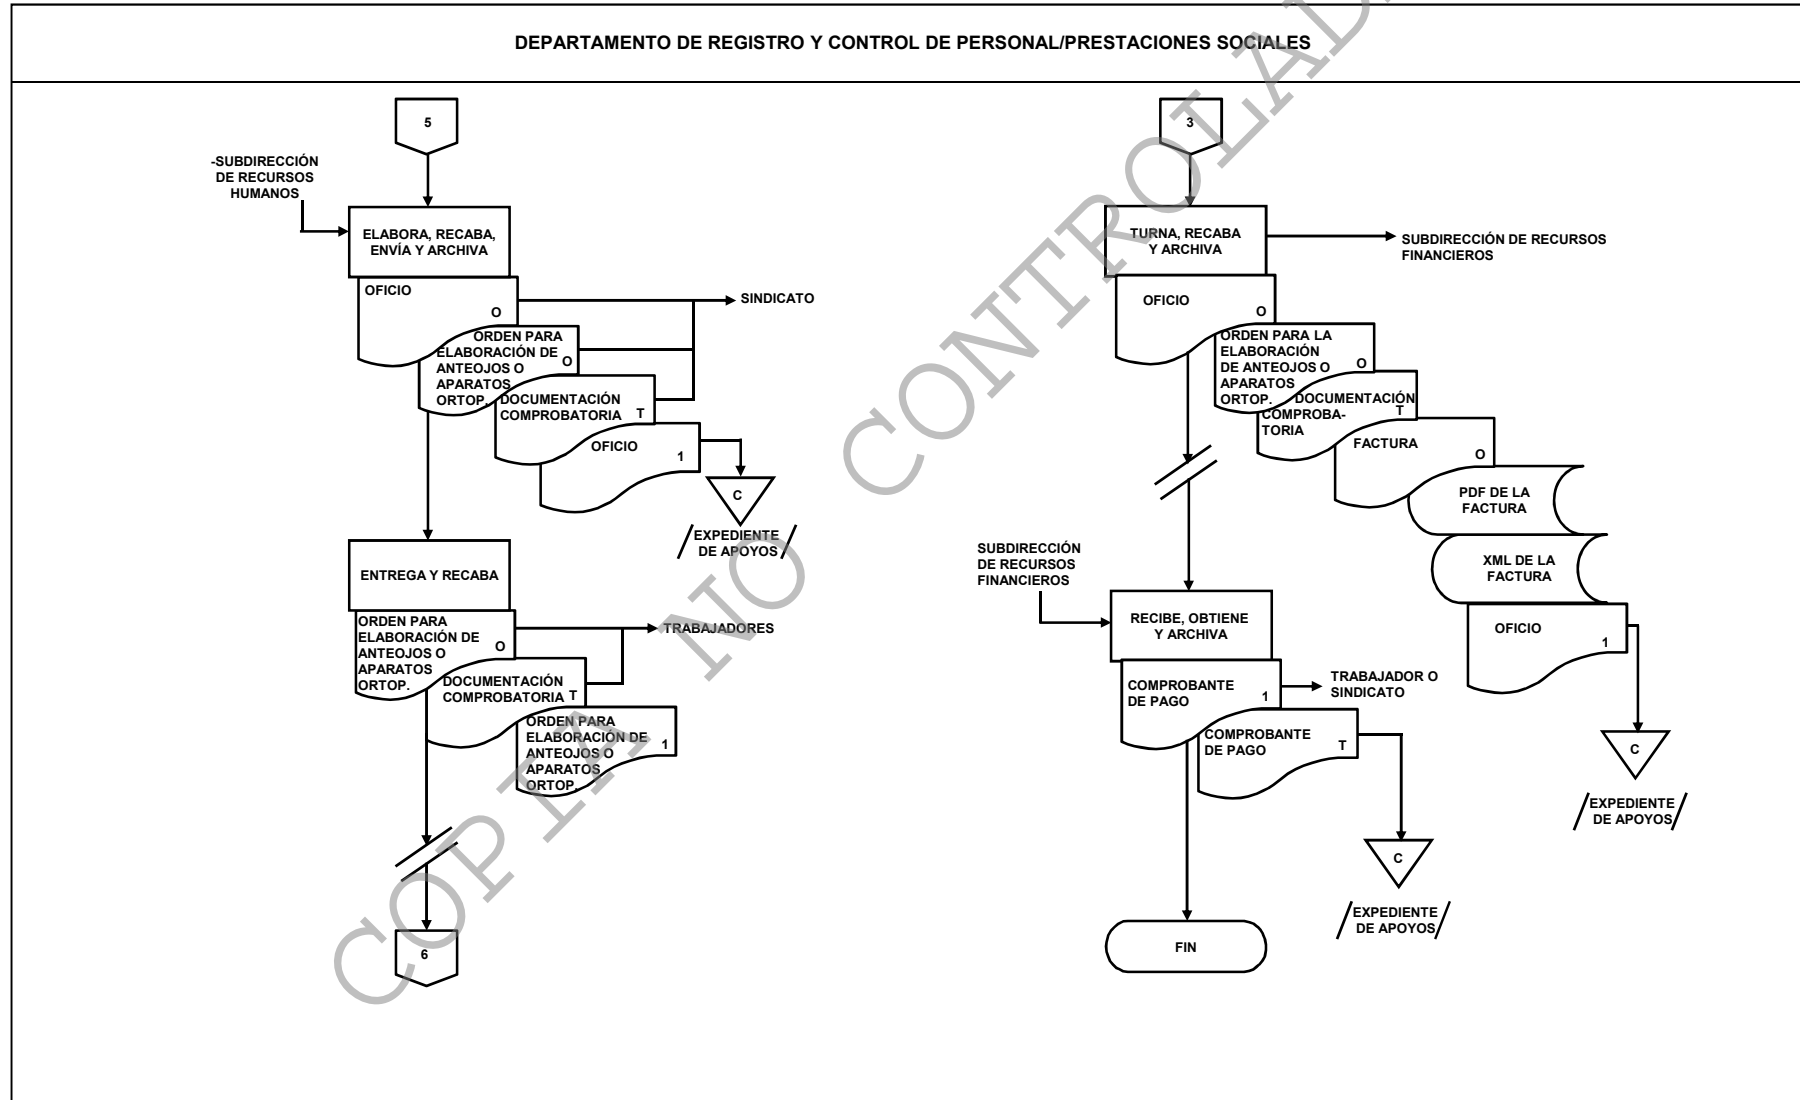 DEPARTAMENTO DE REGISTRO Y CONTROL DE PERSONAL/PRESTACIONES SOCIALES
5
-SUBDIRECCIÓN
DE RECURSOS
HUMANOS
ELABORA, RECABA,
ENVÍA Y ARCHIVA
OFICIO
O
SINDICATO
ORDEN PARA
ELABORACIÓN DE
ANTEOJOS O
APARATOS
ORTOP.
O
DOCUMENTACIÓN
COMPROBATORIA T
OFICIO
1
C
EXPEDIENTE
DE APOYOS
ENTREGA Y RECABA
ORDEN PARA
ELABORACIÓN DE
ANTEOJOS O
APARATOS
ORTOP.
O
TRABAJADORES
DOCUMENTACIÓN
COMPROBATORIA T
ORDEN PARA
ELABORACIÓN DE
ANTEOJOS O
APARATOS
ORTOP.
1
6
3
TURNA, RECABA
Y ARCHIVA
SUBDIRECCIÓN DE RECURSOS
FINANCIEROS
OFICIO
O
ORDEN PARA LA
ELABORACIÓN
DE ANTEOJOS O
APARATOS
ORTOP.
O
DOCUMENTACIÓN
COMPROBA-
TORIA
T
FACTURA
O
PDF DE LA
FACTURA
XML DE LA
FACTURA
OFICIO
1
C
EXPEDIENTE
DE APOYOS
SUBDIRECCIÓN
DE RECURSOS
FINANCIEROS
RECIBE, OBTIENE
Y ARCHIVA
COMPROBANTE
DE PAGO
1
TRABAJADOR O
SINDICATO
COMPROBANTE
DE PAGO
T
C
EXPEDIENTE
DE APOYOS
FIN
COPIA NO CONTROLAD